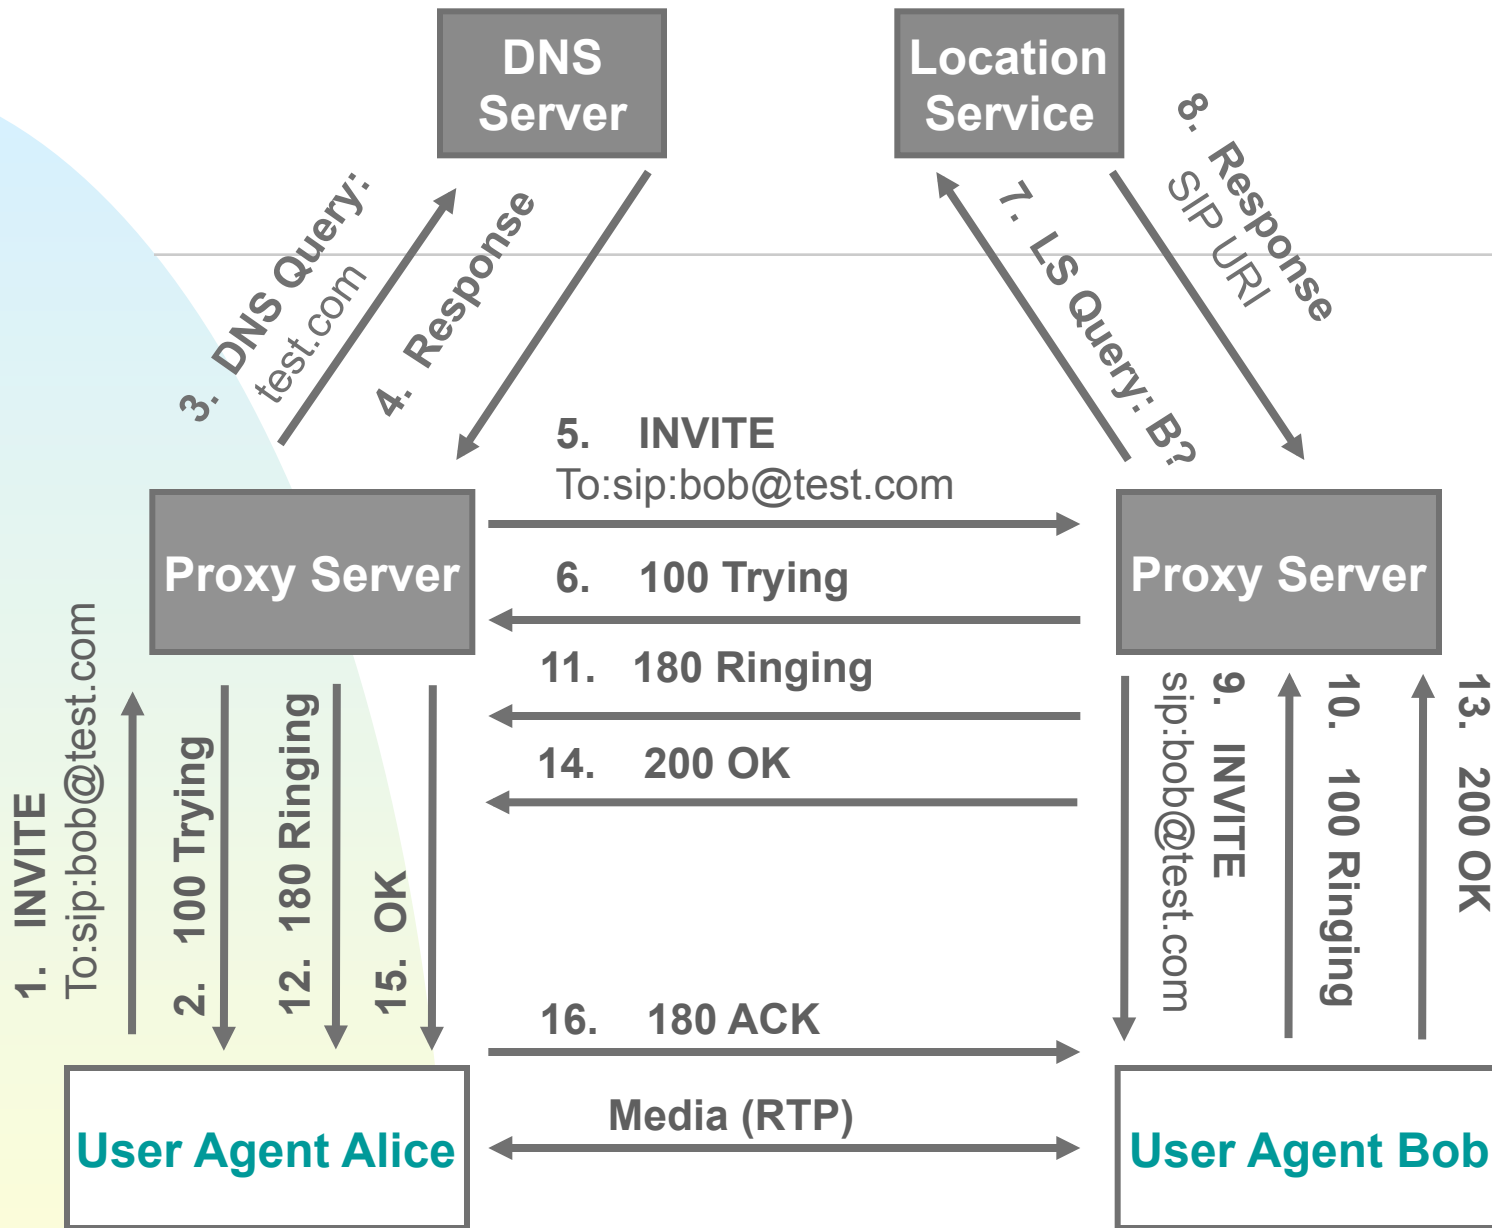 DNS
Server
Location
Service
3. DNS Query:
test.com
4. Response
7. LS Query: B?
8. Response
SIP URI
5. INVITE
To:sip:bob@test.com
Proxy Server
6. 100 Trying
Proxy Server
11. 180 Ringing
14. 200 OK
1. INVITE
To:sip:bob@test.com
2. 100 Trying
12. 180 Ringing
15. OK
9. INVITE
sip:bob@test.com
10. 100 Ringing
13. 200 OK
16. 180 ACK
Media (RTP)
User Agent Alice
User Agent Bob